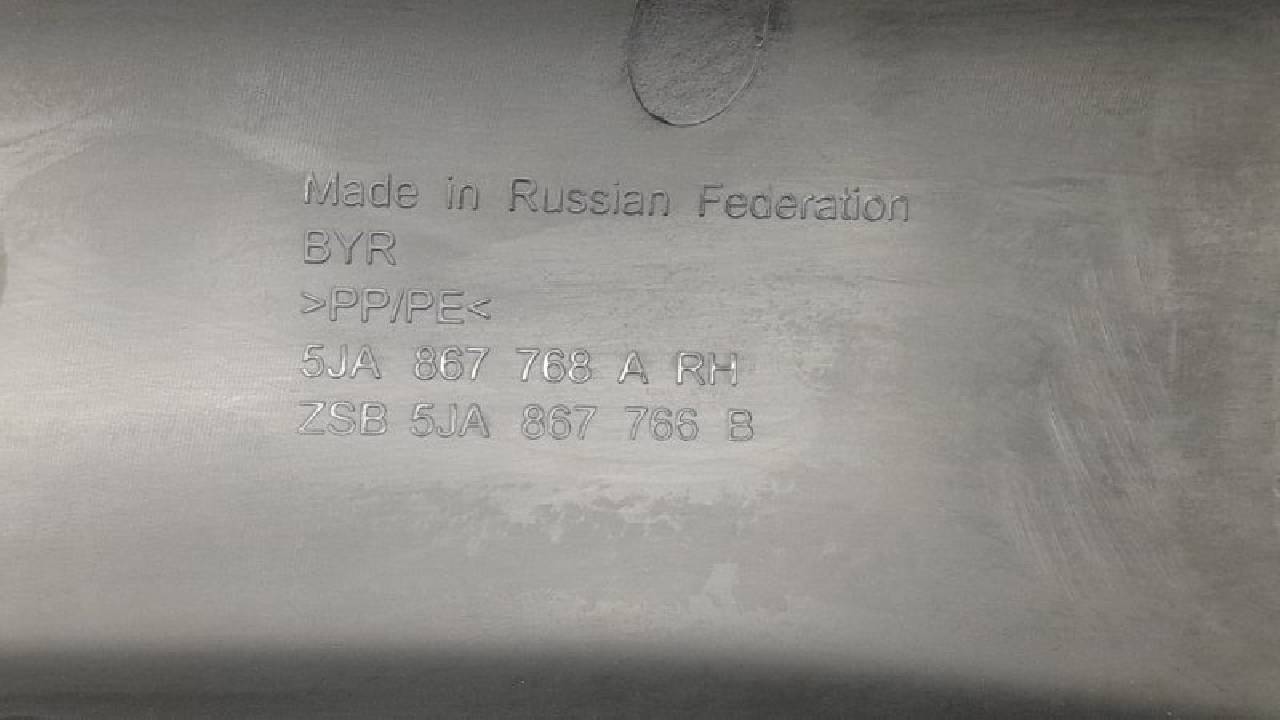 Made in Russian Federation
BYR
>PP/PE<
5JA 867 768 A RH
ZSB 5JA 867 766 B